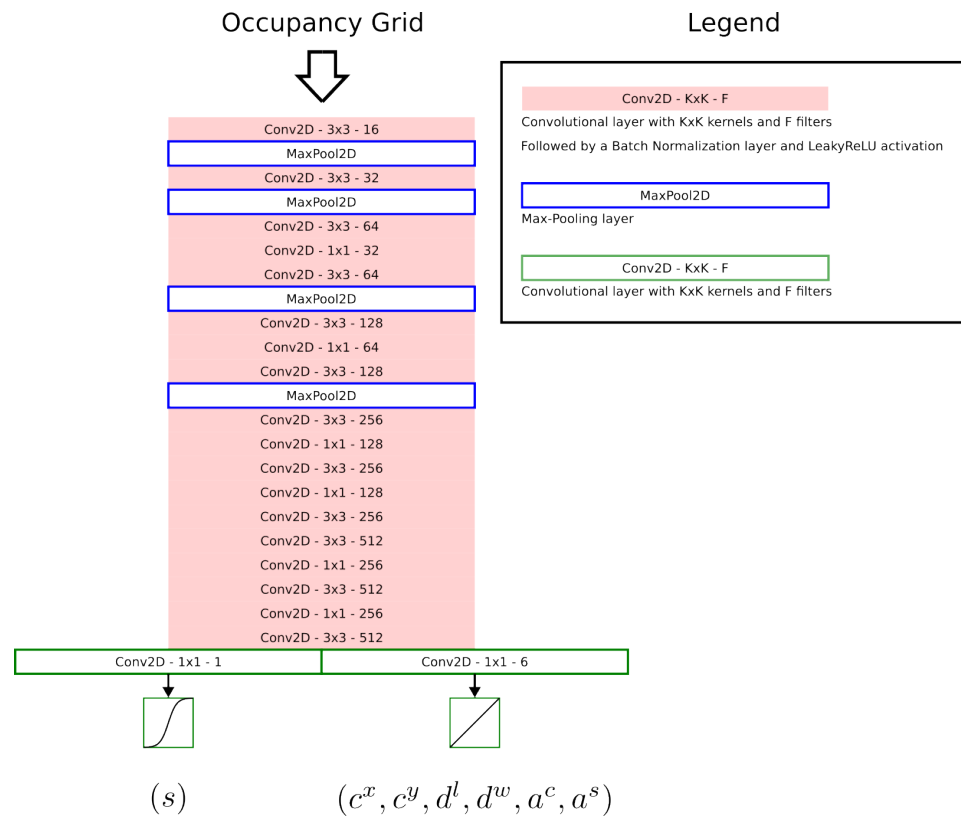 Occupancy Grid
Conv2D - 3x3 - 16
MaxPool2D
Conv2D - 3x3 - 32
MaxPool2D
Conv2D - 3x3 - 64
Conv2D - 1x1 - 32
Conv2D - 3x3 - 64
MaxPool2D
Conv2D - 3x3 - 128
Conv2D - 1x1 - 64
Conv2D - 3x3 - 128
MaxPool2D
Conv2D - 3x3 - 256
Conv2D - 1x1 - 128
Conv2D - 3x3 - 256
Conv2D - 1x1 - 128
Conv2D - 3x3 - 256
Conv2D - 3x3 - 512
Conv2D - 1x1 - 256
Conv2D - 3x3 - 512
Conv2D - 1x1 - 256
Conv2D - 3x3 - 512
Conv2D - 1x1 - 1
Conv2D - 1x1 - 6
(s)
(c^x, c^y, d^l, d^w, a^c, a^s)
Legend
Conv2D - KxK - F
Convolutional layer with KxK kernels and F filters
Followed by a Batch Normalization layer and LeakyReLU activation
MaxPool2D
Max-Pooling layer
Conv2D - KxK - F
Convolutional layer with KxK kernels and F filters